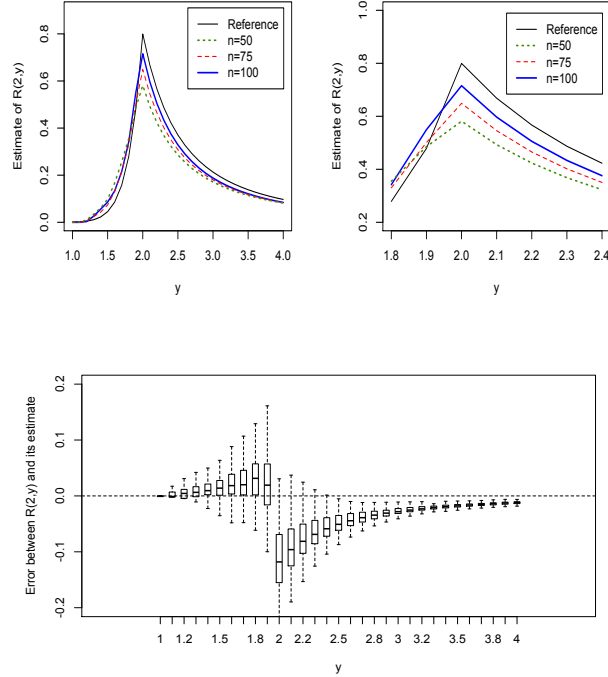 Estimate of R(2,y)
0.0 0.2 0.4 0.6 0.8
Reference
n=50
n=75
n=100
1.0 1.5 2.0 2.5 3.0 3.5 4.0
y
Estimate of R(2,y)
0.2 0.4 0.6 0.8 1.0
Reference
n=50
n=75
n=100
1.8 1.9 2.0 2.1 2.2 2.3 2.4
y
Error between R(2,y) and its estimate
-0.2 -0.1 0.0 0.1 0.2
1 1.2 1.5 1.8 2 2.2 2.5 2.8 3 3.2 3.5 3.8 4
y